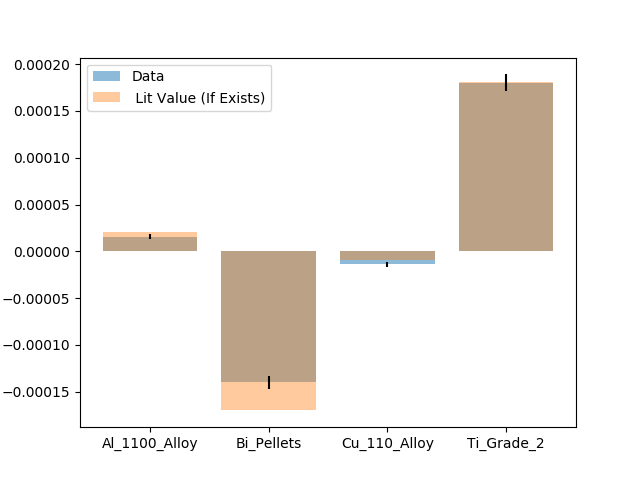 0.00020
0.00015
0.00010
0.00005
0.00000
−0.00005
−0.00010
−0.00015
Data
Lit Value (If Exists)
Al_1100_Alloy
Bi_Pellets
Cu_110_Alloy
Ti_Grade_2